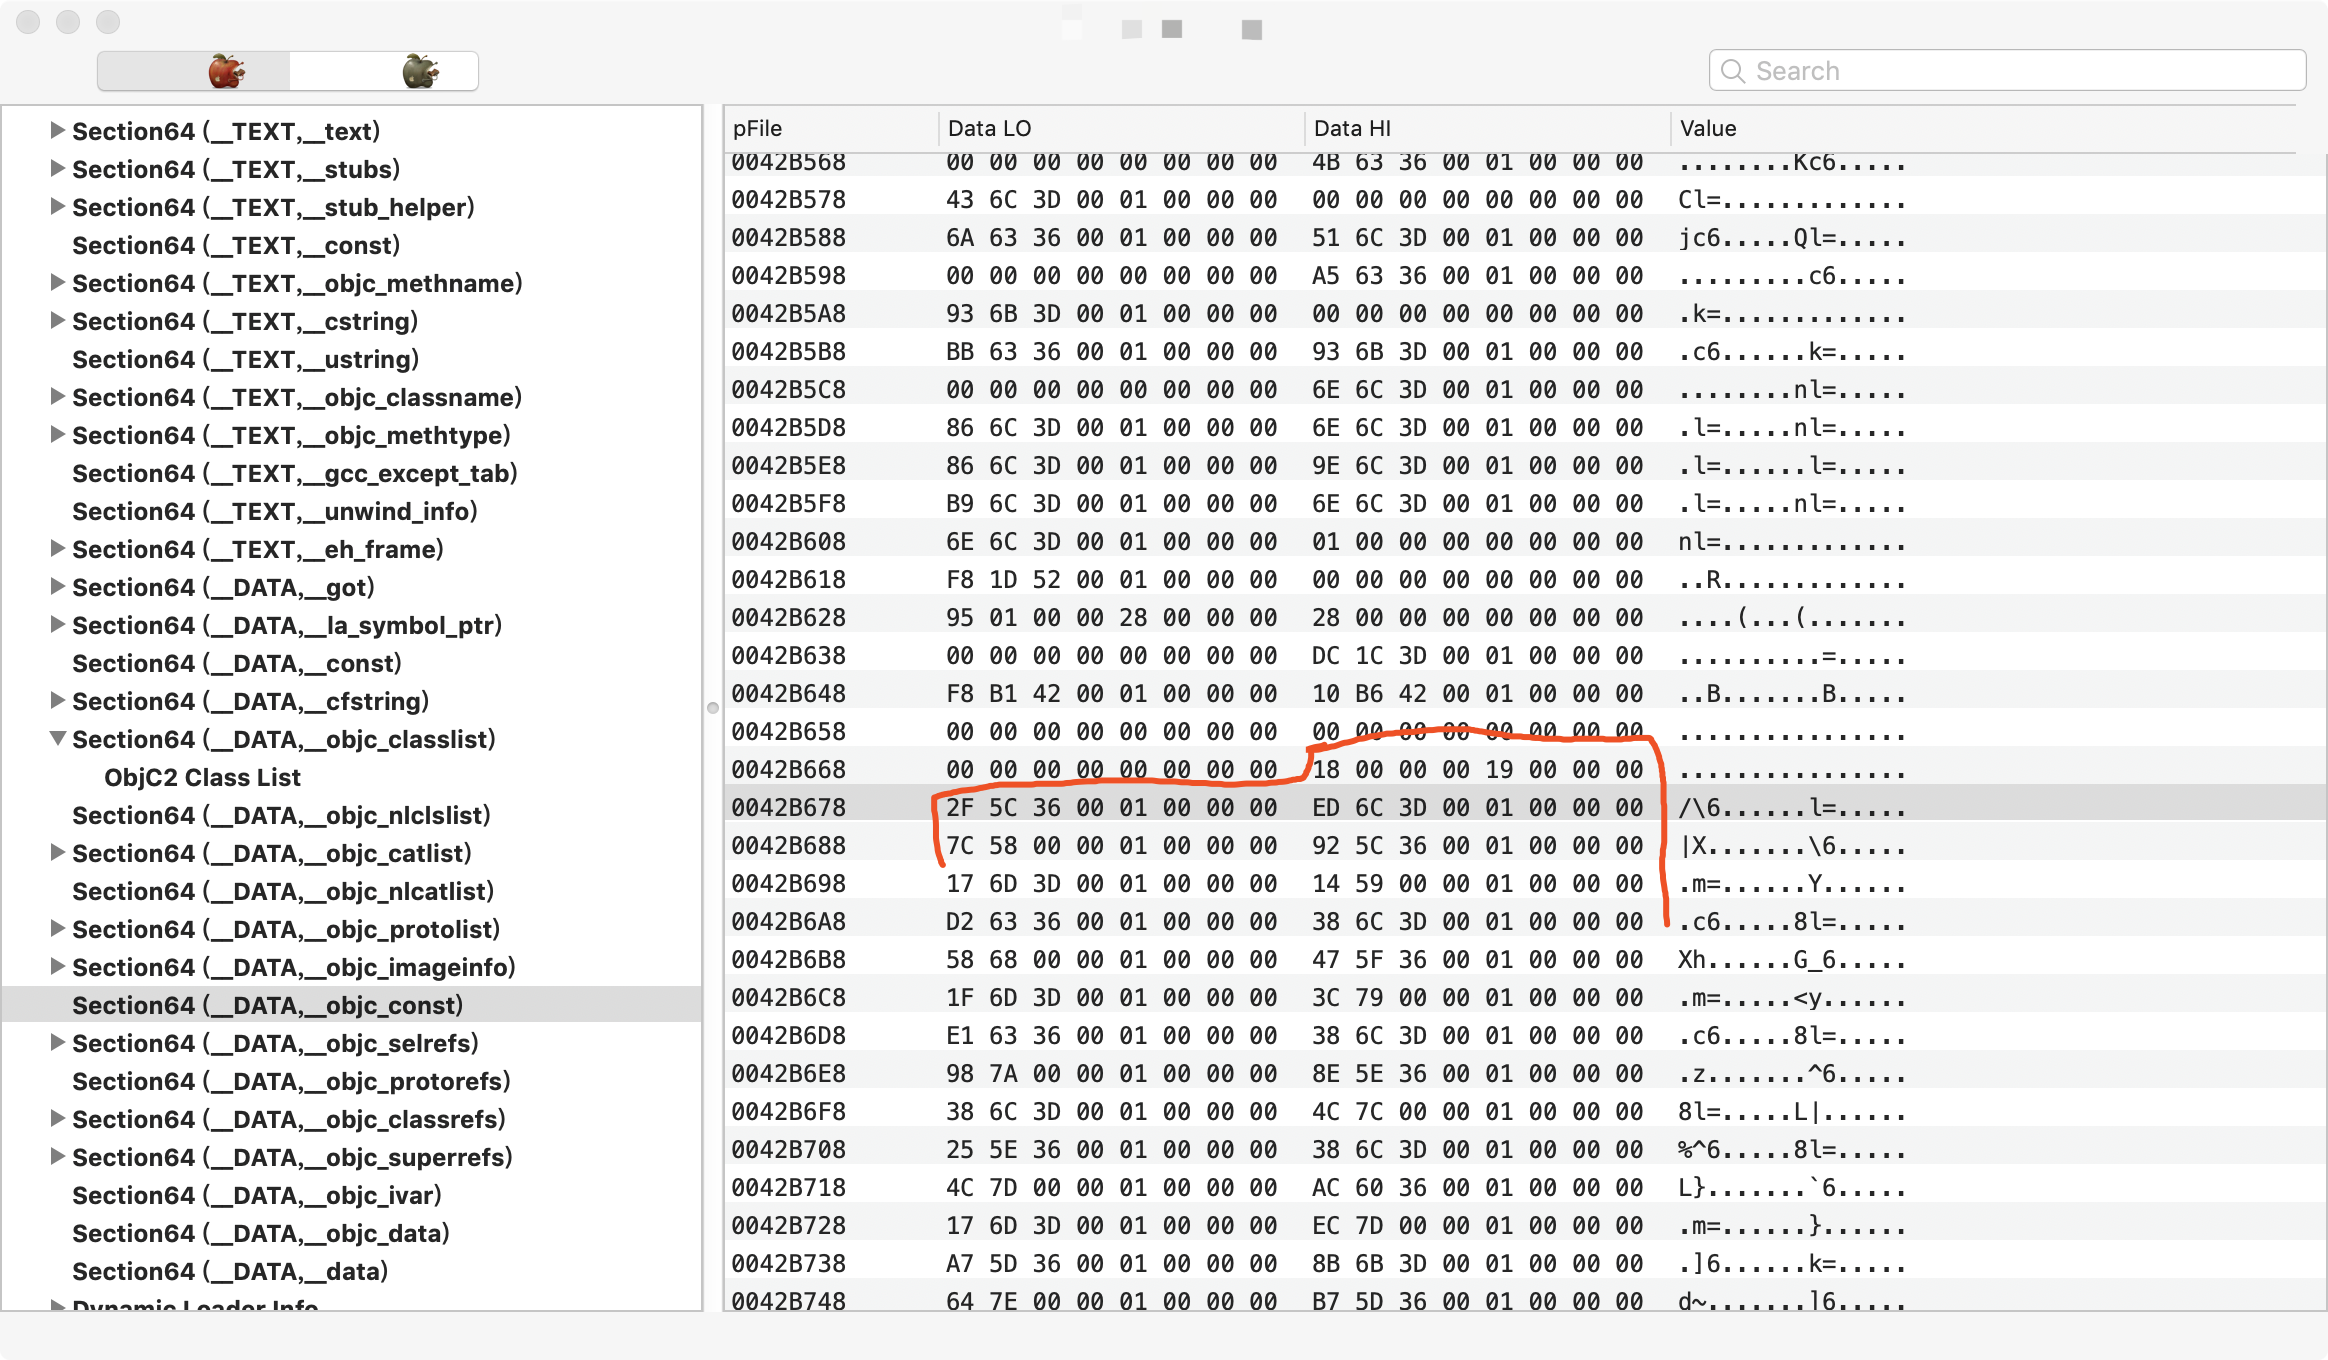 Search
Section64 (__TEXT,__text)
Section64 (__TEXT,__stubs)
Section64 (__TEXT,__stub_helper)
Section64 (__TEXT,__const)
Section64 (__TEXT,__objc_methname)
Section64 (__TEXT,__cstring)
Section64 (__TEXT,__ustring)
Section64 (__TEXT,__objc_classname)
Section64 (__TEXT,__objc_methtype)
Section64 (__TEXT,__gcc_except_tab)
Section64 (__TEXT,__unwind_info)
Section64 (__TEXT,__eh_frame)
Section64 (__DATA,__got)
Section64 (__DATA,__la_symbol_ptr)
Section64 (__DATA,__const)
Section64 (__DATA,__cfstring)
Section64 (__DATA,__objc_classlist)
ObjC2 Class List
Section64 (__DATA,__objc_nlclslist)
Section64 (__DATA,__objc_catlist)
Section64 (__DATA,__objc_nlcatlist)
Section64 (__DATA,__objc_protolist)
Section64 (__DATA,__objc_imageinfo)
Section64 (__DATA,__objc_const)
Section64 (__DATA,__objc_selrefs)
Section64 (__DATA,__objc_protorefs)
Section64 (__DATA,__objc_classrefs)
Section64 (__DATA,__objc_superrefs)
Section64 (__DATA,__objc_ivar)
Section64 (__DATA,__objc_data)
Section64 (__DATA,__data)
Dynamic Loader Info
pFile Data LO Data HI Value
0042B568 00 00 00 00 00 00 00 00 4B 63 36 00 01 00 00 00 ........Kc6.....
0042B578 43 6C 3D 00 01 00 00 00 00 00 00 00 00 00 00 00 Cl=.............
0042B588 6A 63 36 00 01 00 00 00 51 6C 3D 00 01 00 00 00 jc6.....Ql=.....
0042B598 00 00 00 00 00 00 00 00 A5 63 36 00 01 00 00 00 .........c6.....
0042B5A8 93 6B 3D 00 01 00 00 00 00 00 00 00 00 00 00 00 .k=.............
0042B5B8 BB 63 36 00 01 00 00 00 93 6B 3D 00 01 00 00 00 .c6......k=.....
0042B5C8 00 00 00 00 00 00 00 00 6E 6C 3D 00 01 00 00 00 ........nl=.....
0042B5D8 86 6C 3D 00 01 00 00 00 6E 6C 3D 00 01 00 00 00 .l=.....nl=.....
0042B5E8 86 6C 3D 00 01 00 00 00 9E 6C 3D 00 01 00 00 00 .l=......l=.....
0042B5F8 B9 6C 3D 00 01 00 00 00 6E 6C 3D 00 01 00 00 00 .l=.....nl=.....
0042B608 6E 6C 3D 00 01 00 00 00 01 00 00 00 00 00 00 00 nl=.............
0042B618 F8 1D 52 00 01 00 00 00 00 00 00 00 00 00 00 00 ..R.............
0042B628 95 01 00 00 28 00 00 00 28 00 00 00 00 00 00 00 ....(...(.......
0042B638 00 00 00 00 00 00 00 00 DC 1C 3D 00 01 00 00 00 ..........=.....
0042B648 F8 B1 42 00 01 00 00 00 10 B6 42 00 01 00 00 00 ..B.......B.....
0042B658 00 00 00 00 00 00 00 00 00 00 00 00 00 00 00 00 ................
0042B668 00 00 00 00 00 00 00 00 18 00 00 00 19 00 00 00 ................
0042B678 2F 5C 36 00 01 00 00 00 ED 6C 3D 00 01 00 00 00 /\6......l=.....
0042B688 7C 58 00 00 01 00 00 00 92 5C 36 00 01 00 00 00 |X.......\6.....
0042B698 17 6D 3D 00 01 00 00 00 14 59 00 00 01 00 00 00 .m=......Y......
0042B6A8 D2 63 36 00 01 00 00 00 38 6C 3D 00 01 00 00 00 .c6.....8l=.....
0042B6B8 58 68 00 00 01 00 00 00 47 5F 36 00 01 00 00 00 Xh......G_6.....
0042B6C8 1F 6D 3D 00 01 00 00 00 3C 79 00 00 01 00 00 00 .m=.....<y......
0042B6D8 E1 63 36 00 01 00 00 00 38 6C 3D 00 01 00 00 00 .c6.....8l=.....
0042B6E8 98 7A 00 00 01 00 00 00 8E 5E 36 00 01 00 00 00 .z.......^6.....
0042B6F8 38 6C 3D 00 01 00 00 00 4C 7C 00 00 01 00 00 00 8l=.....L|......
0042B708 25 5E 36 00 01 00 00 00 38 6C 3D 00 01 00 00 00 %^6.....8l=.....
0042B718 4C 7D 00 00 01 00 00 00 AC 60 36 00 01 00 00 00 L}.......`6.....
0042B728 17 6D 3D 00 01 00 00 00 EC 7D 00 00 01 00 00 00 .m=......}......
0042B738 A7 5D 36 00 01 00 00 00 8B 6B 3D 00 01 00 00 00 .]6......k=.....
0042B748 64 7E 00 00 01 00 00 00 B7 5D 36 00 01 00 00 00 d~.......]6.....